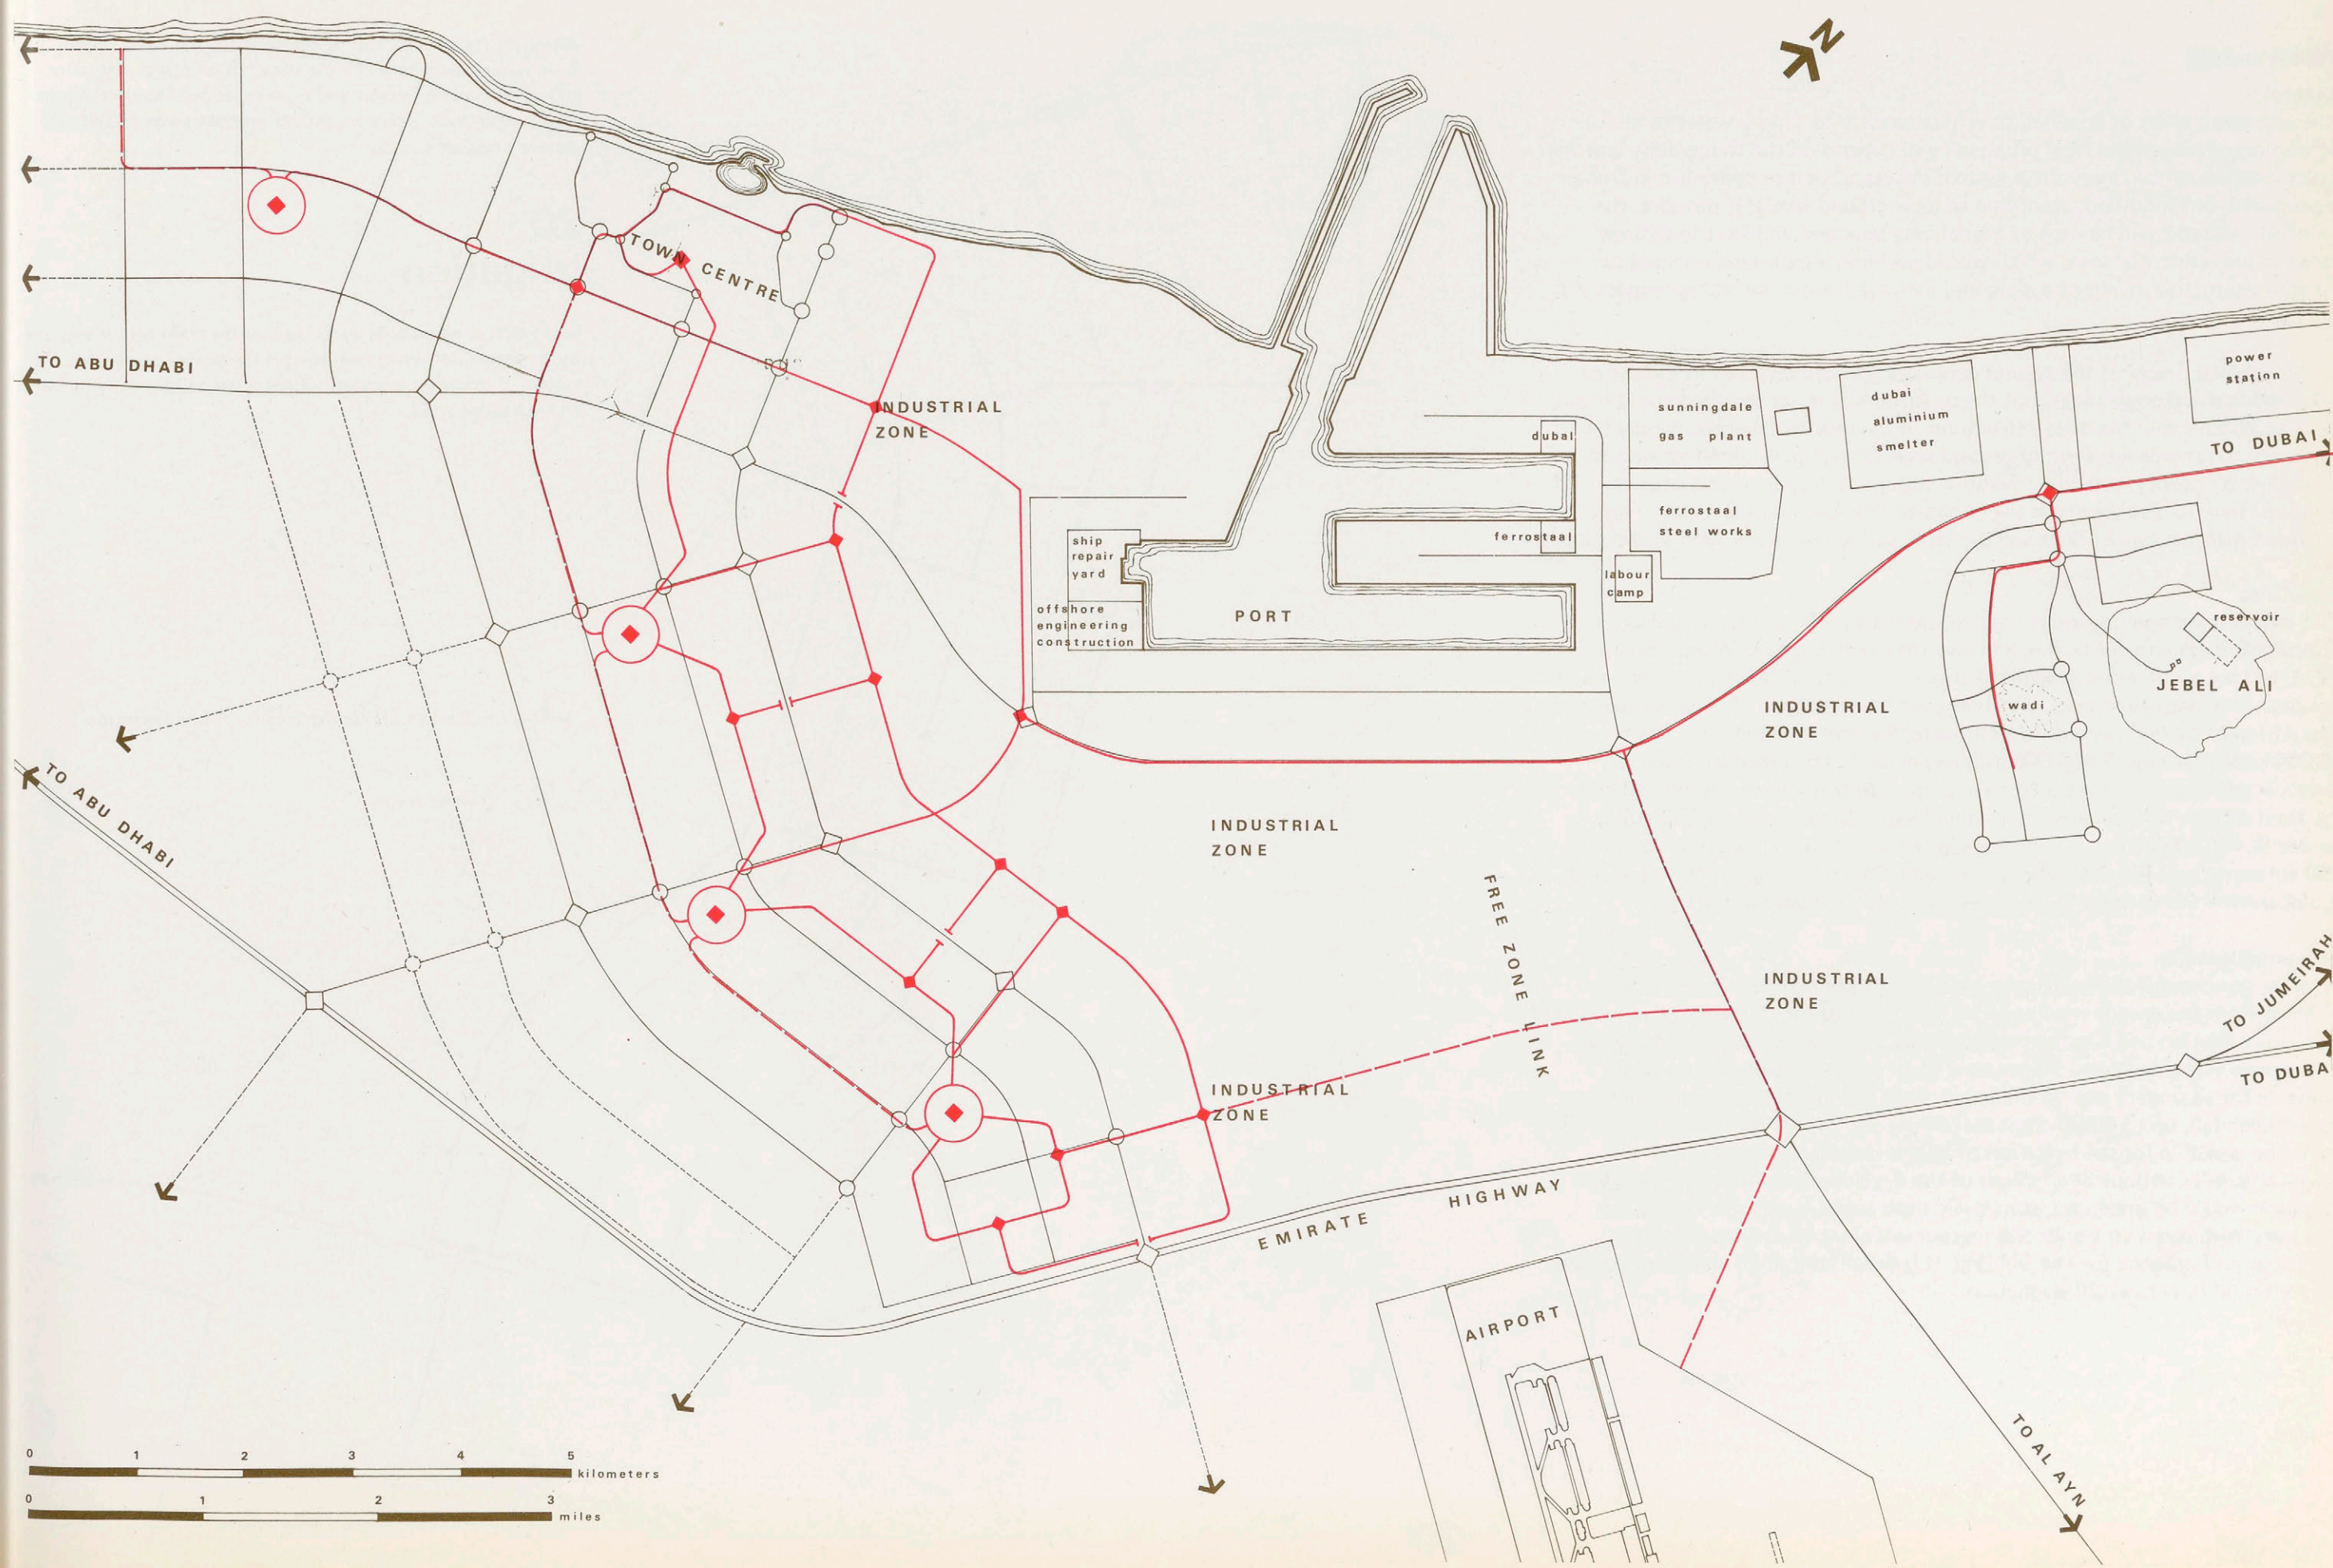 N
TOWN CENTRE
TO ABU DHABI
INDUSTRIAL
ZONE
power
station
dubai
aluminium
smelter
sunningdale
gas plant
dubal
TO DUBAI
ferrostaal
steel works
ferrostaal
ship
repair
yard
labour
camp
offshore
engineering
construction
PORT
reservoir
JEBEL ALI
wadi
INDUSTRIAL
ZONE
TO ABU DHABI
INDUSTRIAL
ZONE
FREE ZONE LINK
INDUSTRIAL
ZONE
TO JUMEIRAH
TO DUBA
INDUSTRIAL
ZONE
EMIRATE HIGHWAY
AIRPORT
TO AL AYN
0 1 2 3 4 5
kilometers
0 1 2 3
miles